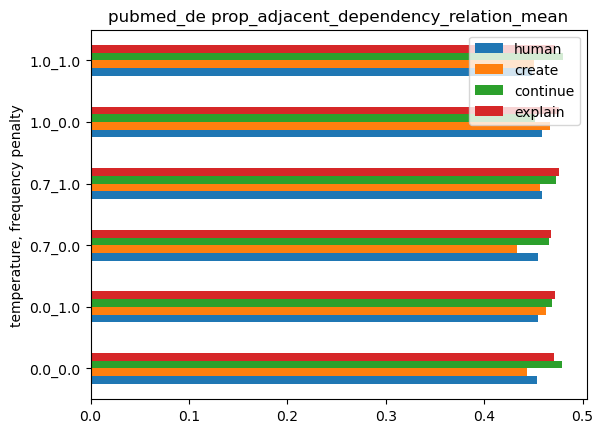 pubmed_de prop_adjacent_dependency_relation_mean
temperature, frequency penalty
1.0_1.0
1.0_0.0
0.7_1.0
0.7_0.0
0.0_1.0
0.0_0.0
human
create
continue
explain
0.0
0.1
0.2
0.3
0.4
0.5